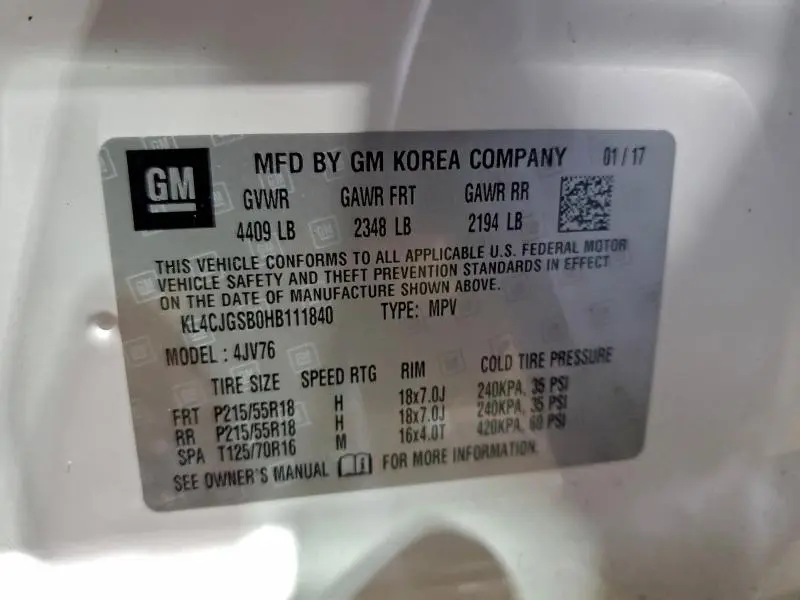 GM MFD BY GM KOREA COMPANY 01/17
GVWR GAWR FRT GAWR RR
4409 LB 2348 LB 2194 LB
THIS VEHICLE CONFORMS TO ALL APPLICABLE U.S. FEDERAL MOTOR
VEHICLE SAFETY AND THEFT PREVENTION STANDARDS IN EFFECT
ON THE DATE OF MANUFACTURE SHOWN ABOVE.
KL4CJGSB0HB111840 TYPE: MPV
MODEL : 4JV76
TIRE SIZE SPEED RTG RIM COLD TIRE PRESSURE
FRT P215/55R18 H 18x7.0J 240KPA, 35 PSI
RR P215/55R18 H 18x7.0J 240KPA, 35 PSI
SPA T125/70R16 M 16x4.0T 420KPA, 60 PSI
SEE OWNER'S MANUAL FOR MORE INFORMATION.